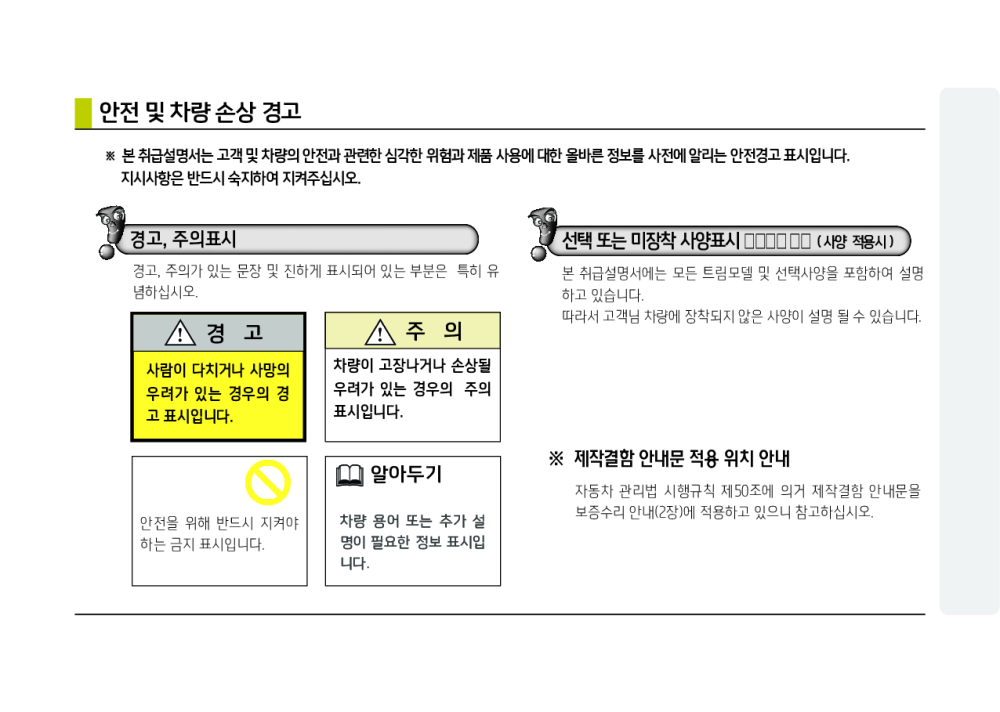 안전 및 차량 손상 경고
※ 본 취급설명서는 고객 및 차량의 안전과 관련한 심각한 위험과 제품 사용에 대한 올바른 정보를 사전에 알리는 안전경고 표시입니다.
지시사항은 반드시 숙지하여 지켜주십시오.
경고, 주의표시
경고, 주의가 있는 문장 및 진하게 표시되어 있는 부분은 특히 유
념하십시오.
경 고
사람이 다치거나 사망의
우려가 있는 경우의 경
고 표시입니다.
주 의
차량이 고장나거나 손상될
우려가 있는 경우의 주의
표시입니다.
안전을 위해 반드시 지켜야
하는 금지 표시입니다.
알아두기
차량 용어 또는 추가 설
명이 필요한 정보 표시입
니다.
선택 또는 미장착 사양표시 □□□□ □□ ( 사양 적용시 )
본 취급설명서에는 모든 트림모델 및 선택사양을 포함하여 설명
하고 있습니다.
따라서 고객님 차량에 장착되지 않은 사양이 설명 될 수 있습니다.
※ 제작결함 안내문 적용 위치 안내
자동차 관리법 시행규칙 제50조에 의거 제작결함 안내문을
보증수리 안내(2장)에 적용하고 있으니 참고하십시오.